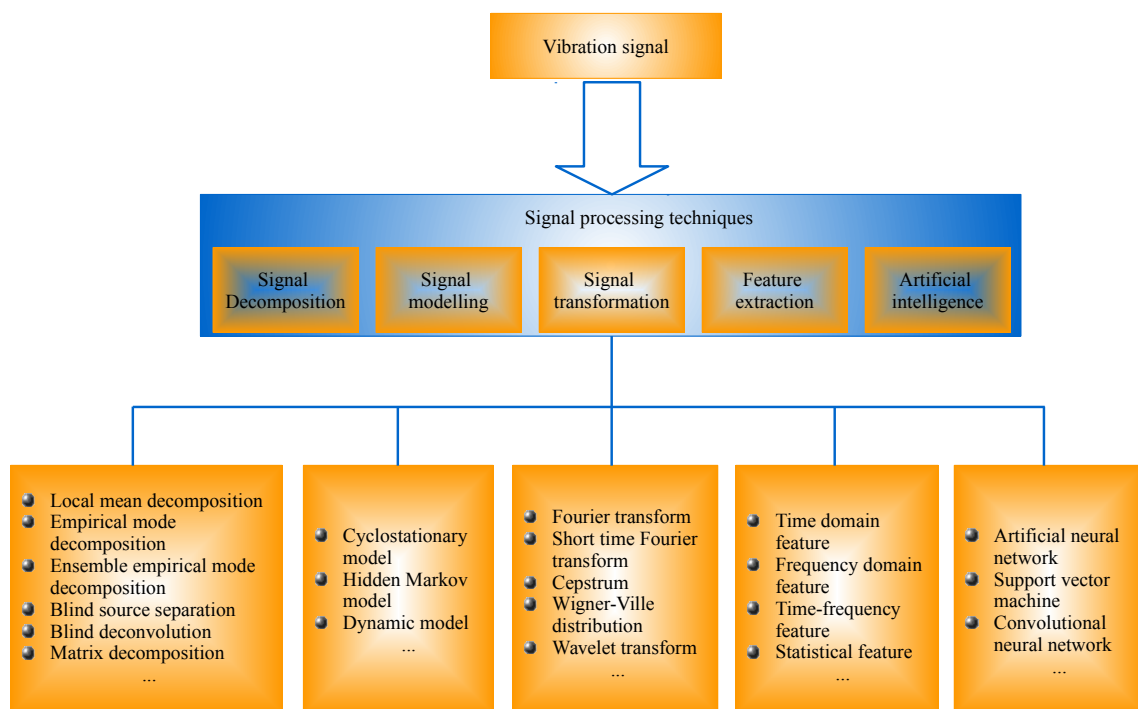 Vibration signal
Signal processing techniques
Signal
Decomposition
Signal
modelling
Signal
transformation
Feature
extraction
Artificial
intelligence
Local mean decomposition
Empirical mode
decomposition
Ensemble empirical mode
decomposition
Blind source separation
Blind deconvolution
Matrix decomposition
...
Cyclostationary
model
Hidden Markov
model
Dynamic model
...
Fourier transform
Short time Fourier
transform
Cepstrum
Wigner-Ville
distribution
Wavelet transform
...
Time domain
feature
Frequency domain
feature
Time-frequency
feature
Statistical feature
...
Artificial neural
network
Support vector
machine
Convolutional
neural network
...